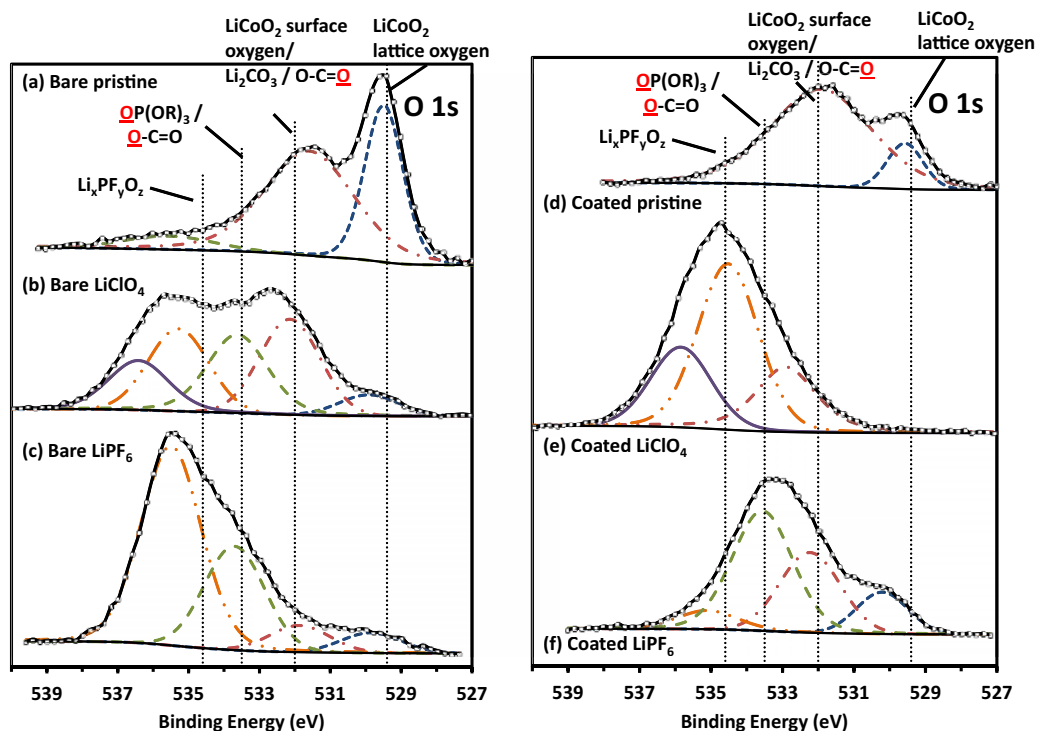 LiCoO₂ surface
oxygen/
Li₂CO₃ / O-C=O
LiCoO₂
lattice oxygen
(a) Bare pristine
OP(OR)₃ /
O-C=O
O 1s
LiₓPFᵧO_z
(b) Bare LiClO₄
(c) Bare LiPF₆
539 537 535 533 531 529 527
Binding Energy (eV)
LiCoO₂ surface
oxygen/
Li₂CO₃ / O-C=O
LiCoO₂
lattice oxygen
OP(OR)₃ /
O-C=O
O 1s
LiₓPFᵧO_z
(d) Coated pristine
(e) Coated LiClO₄
(f) Coated LiPF₆
539 537 535 533 531 529 527
Binding Energy (eV)